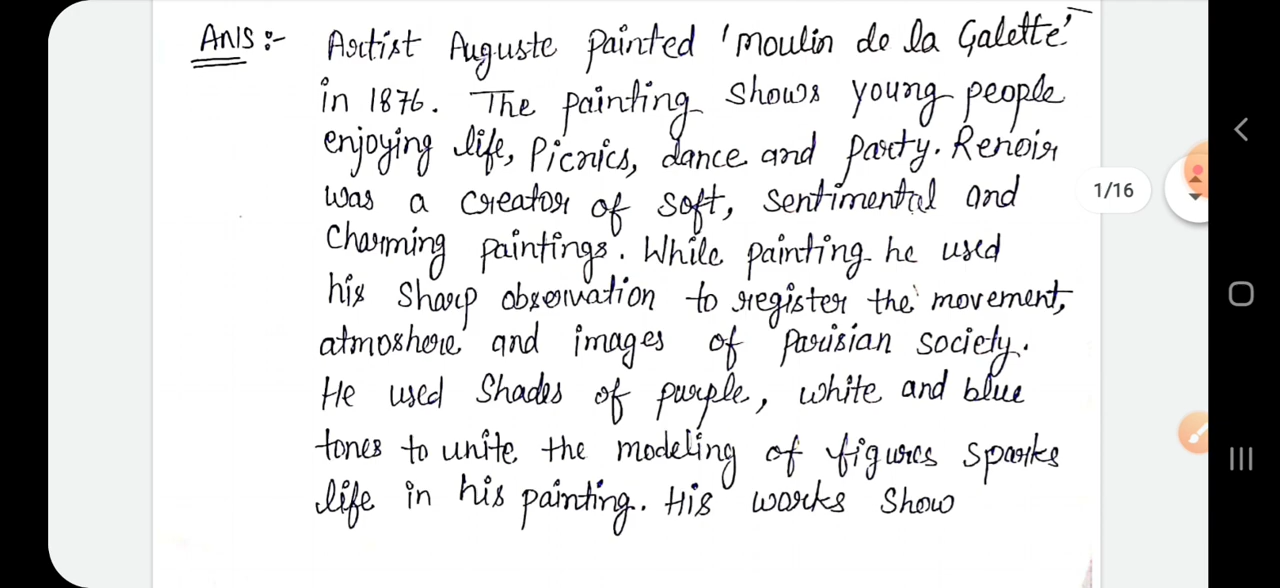 Ans :- Artist Auguste Painted 'Moulin de la Galette'
in 1876. The painting shows young people
enjoying life, Picnics, dance and party. Renoir
was a creator of soft, sentimental and
Charming paintings. While painting he used
his Sharp observation to register the movement,
atmoshere and images of Parisian society.
He used Shades of purple, white and blue
tones to unite the modeling of figures sparks
life in his painting. His works show
1/16